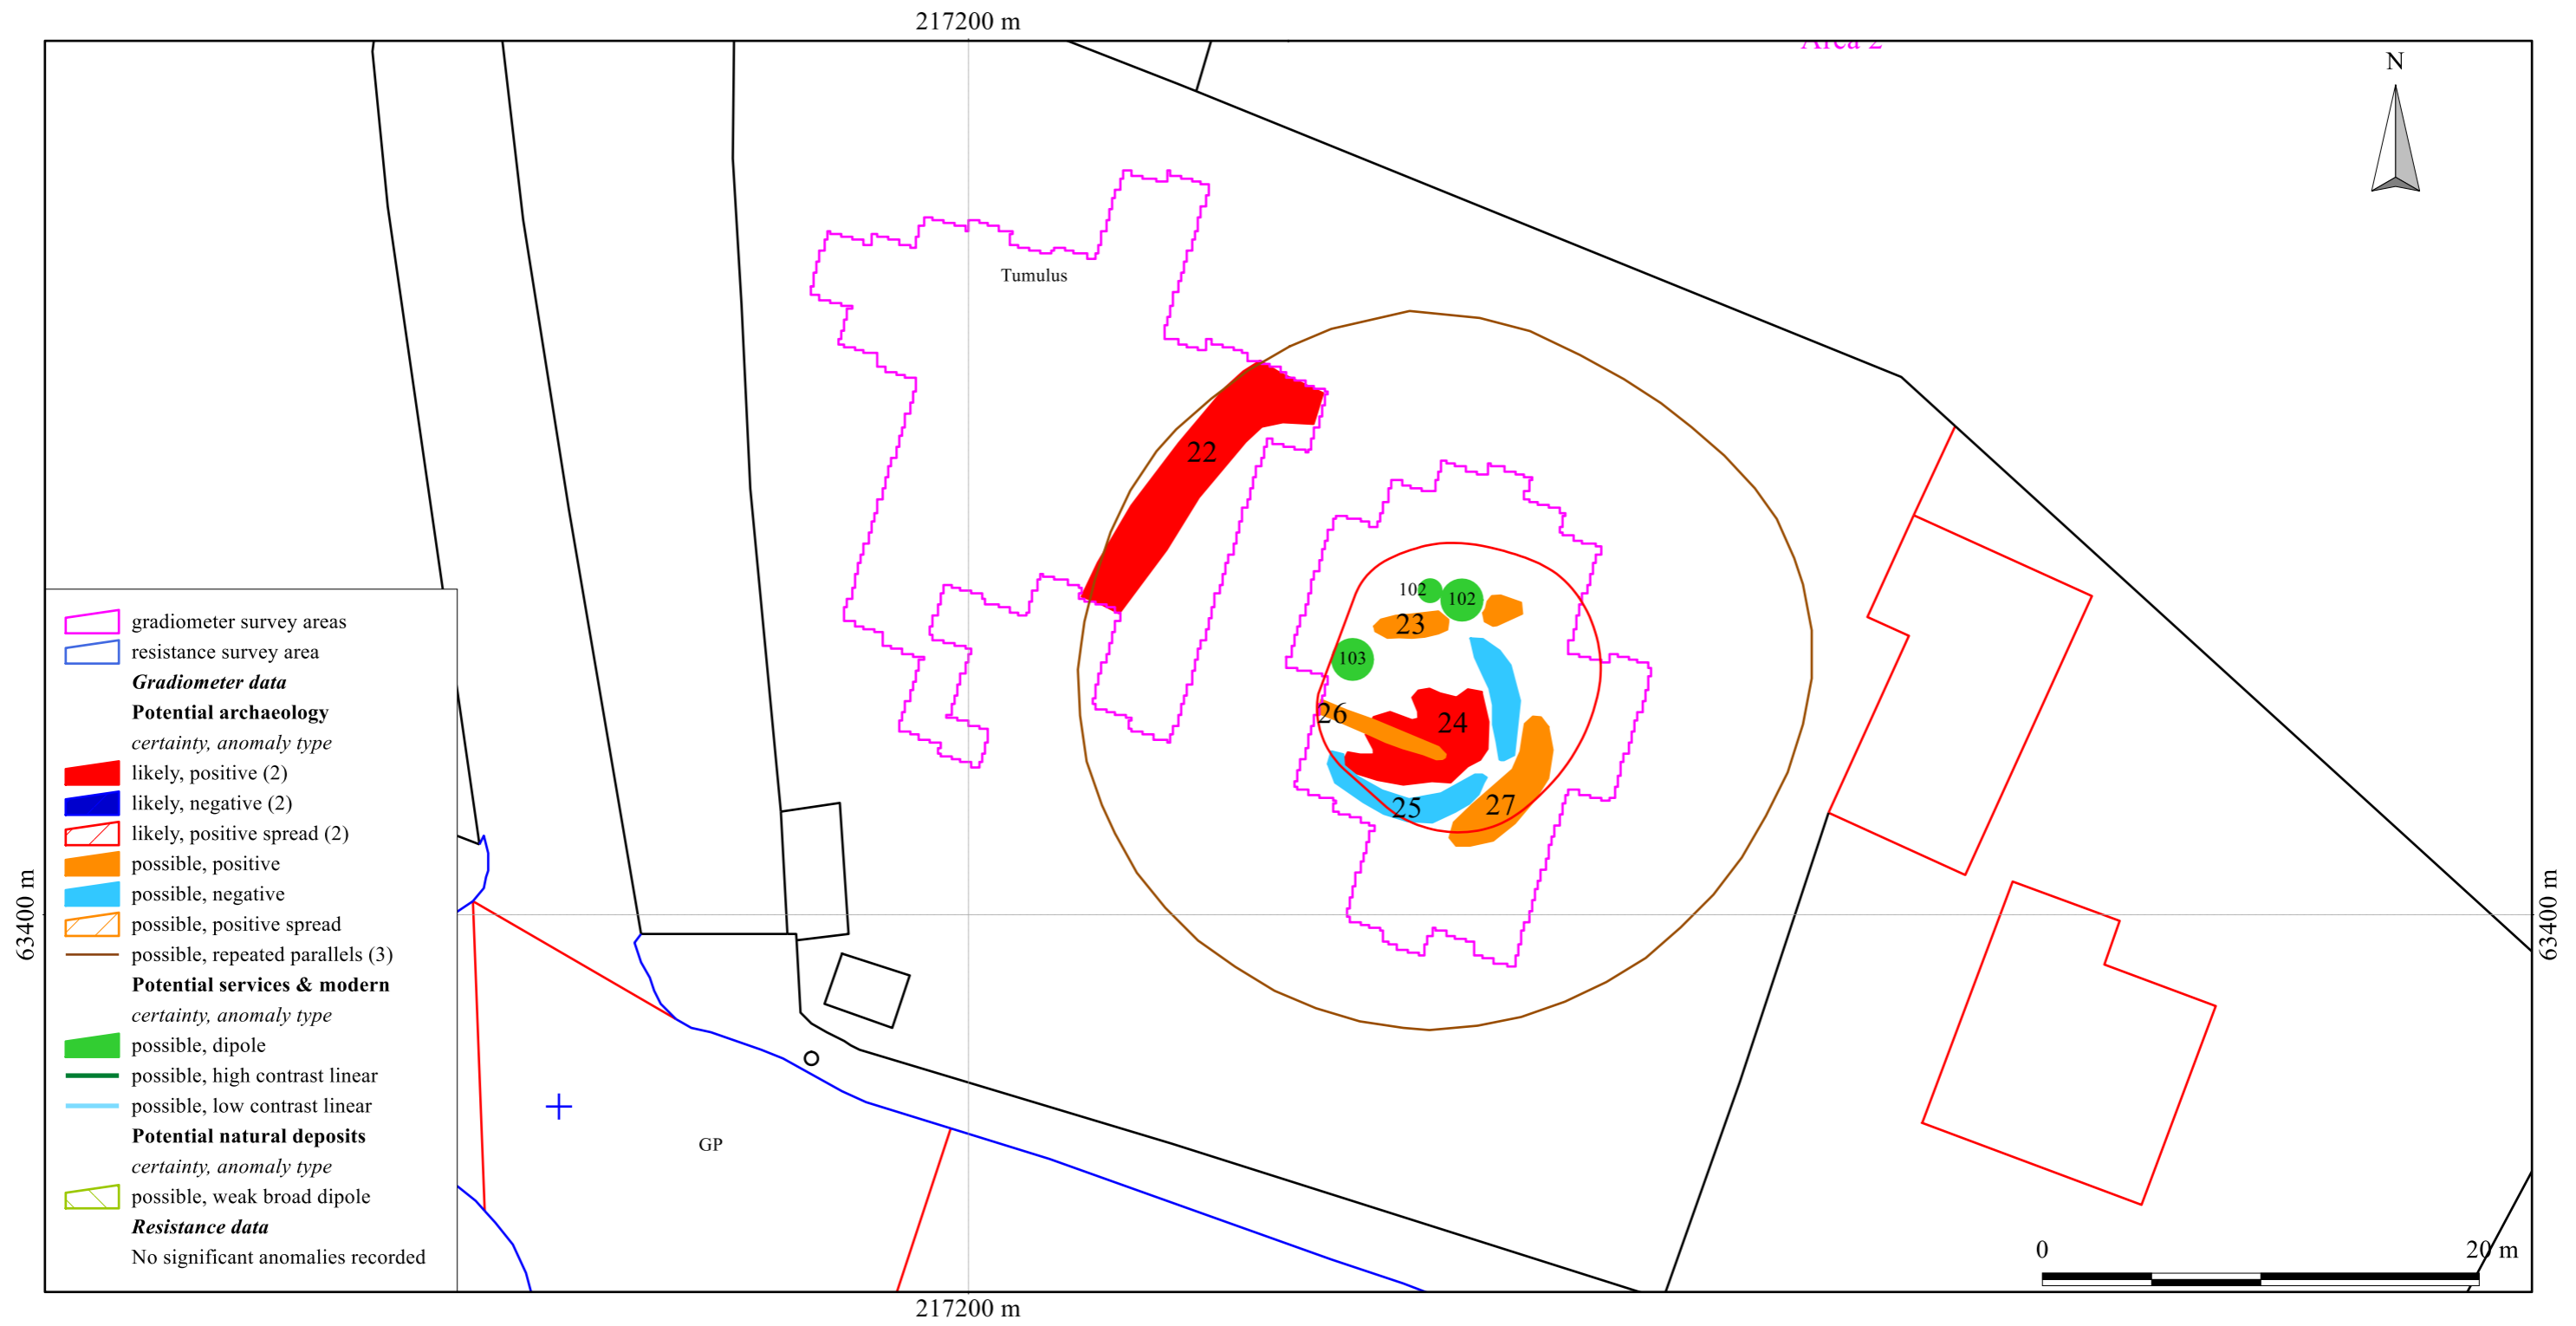 217200 m
Area 2
N
Tumulus
22
102
102
23
103
26
24
25
27
63400 m
63400 m
gradiometer survey areas
resistance survey area
Gradiometer data
Potential archaeology
certainty, anomaly type
likely, positive (2)
likely, negative (2)
likely, positive spread (2)
possible, positive
possible, negative
possible, positive spread
possible, repeated parallels (3)
Potential services & modern
certainty, anomaly type
possible, dipole
possible, high contrast linear
possible, low contrast linear
Potential natural deposits
certainty, anomaly type
possible, weak broad dipole
Resistance data
No significant anomalies recorded
GP
0 20 m
217200 m